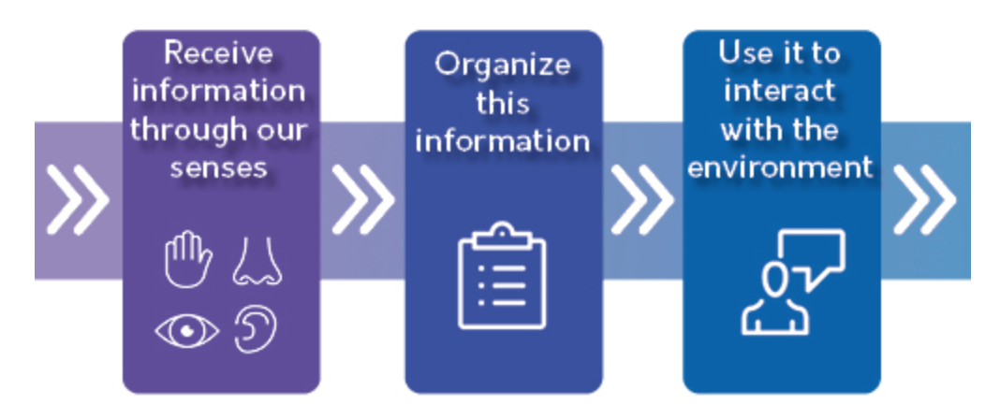 Receive
information
through our
senses
Organize
this
information
Use it to
interact
with the
environment